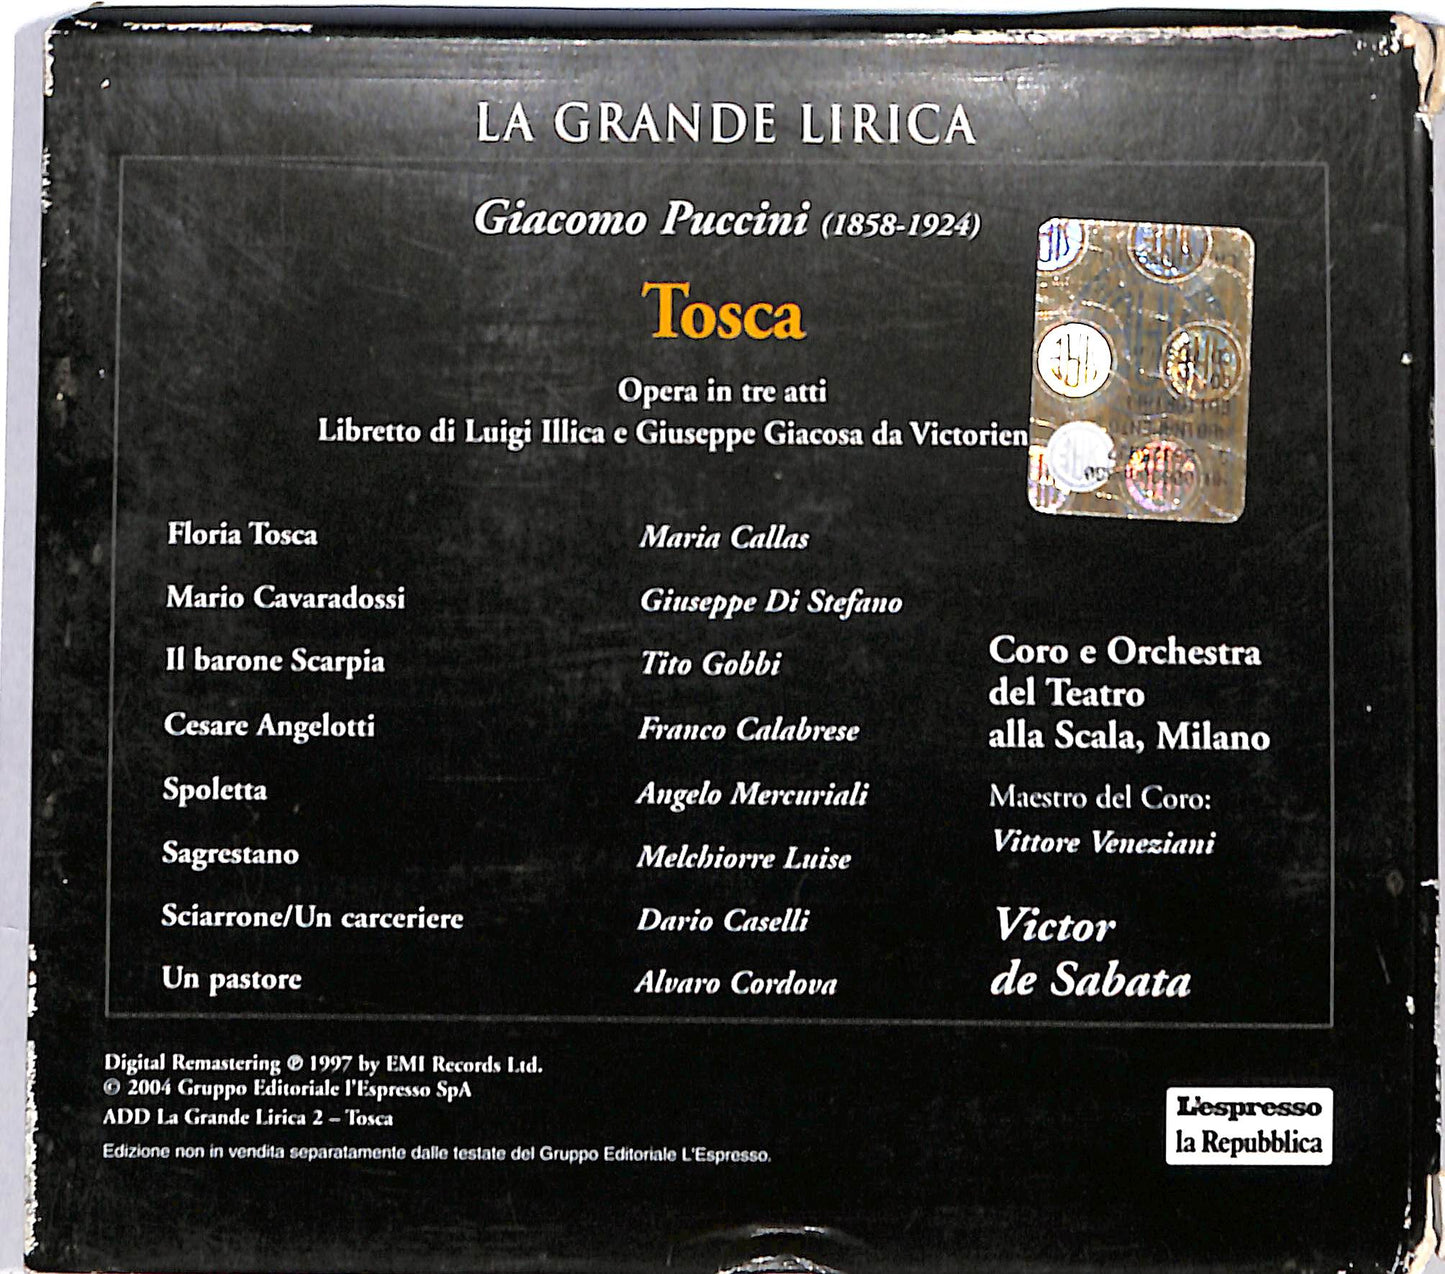 LA GRANDE LIRICA
Giacomo Puccini (1858-1924)
Tosca
Opera in tre atti
Libretto di Luigi Illica e Giuseppe Giacosa da Victorien
Floria Tosca Maria Callas
Mario Cavaradossi Giuseppe Di Stefano
Il barone Scarpia Tito Gobbi
Cesare Angelotti Franco Calabrese
Spoletta Angelo Mercuriali
Sagrestano Melchiorre Luise
Sciarrone/Un carceriere Dario Caselli
Un pastore Alvaro Cordova
Coro e Orchestra
del Teatro
alla Scala, Milano
Maestro del Coro:
Vittore Veneziani
Victor
de Sabata
Digital Remastering ℗ 1997 by EMI Records Ltd.
© 2004 Gruppo Editoriale l'Espresso SpA
ADD La Grande Lirica 2 – Tosca
Edizione non in vendita separatamente dalle testate del Gruppo Editoriale L'Espresso.
L'espresso
la Repubblica